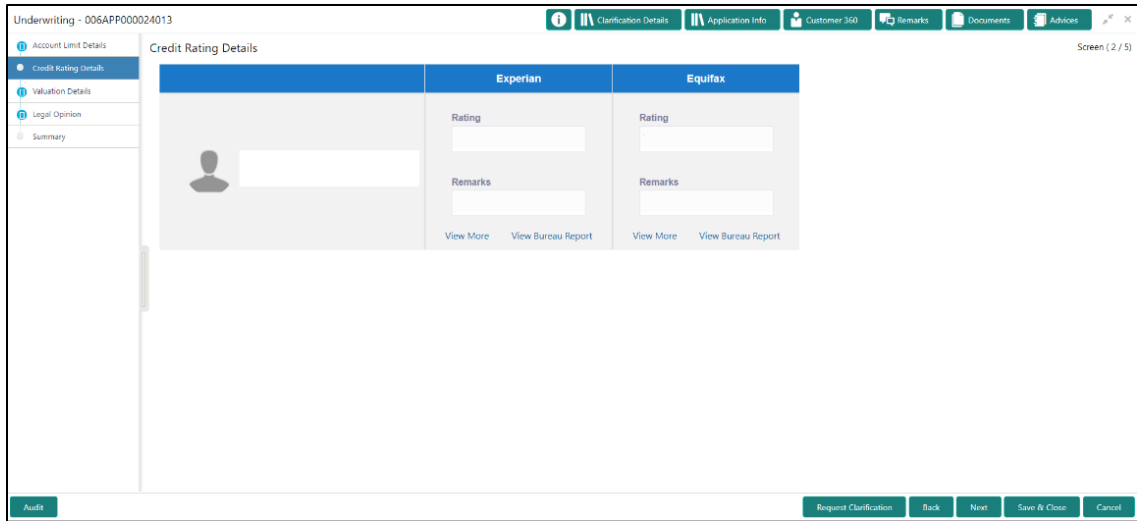 Underwriting - 006APP000024013
Clarification Details
Application Info
Customer 360
Remarks
Documents
Advices
Account Limit Details
Credit Rating Details
Valuation Details
Legal Opinion
Summary
Credit Rating Details
Screen ( 2 / 5)
Experian
Equifax
Rating
Rating
Remarks
Remarks
View More View Bureau Report
View More View Bureau Report
Audit
Request Clarification
Back
Next
Save & Close
Cancel